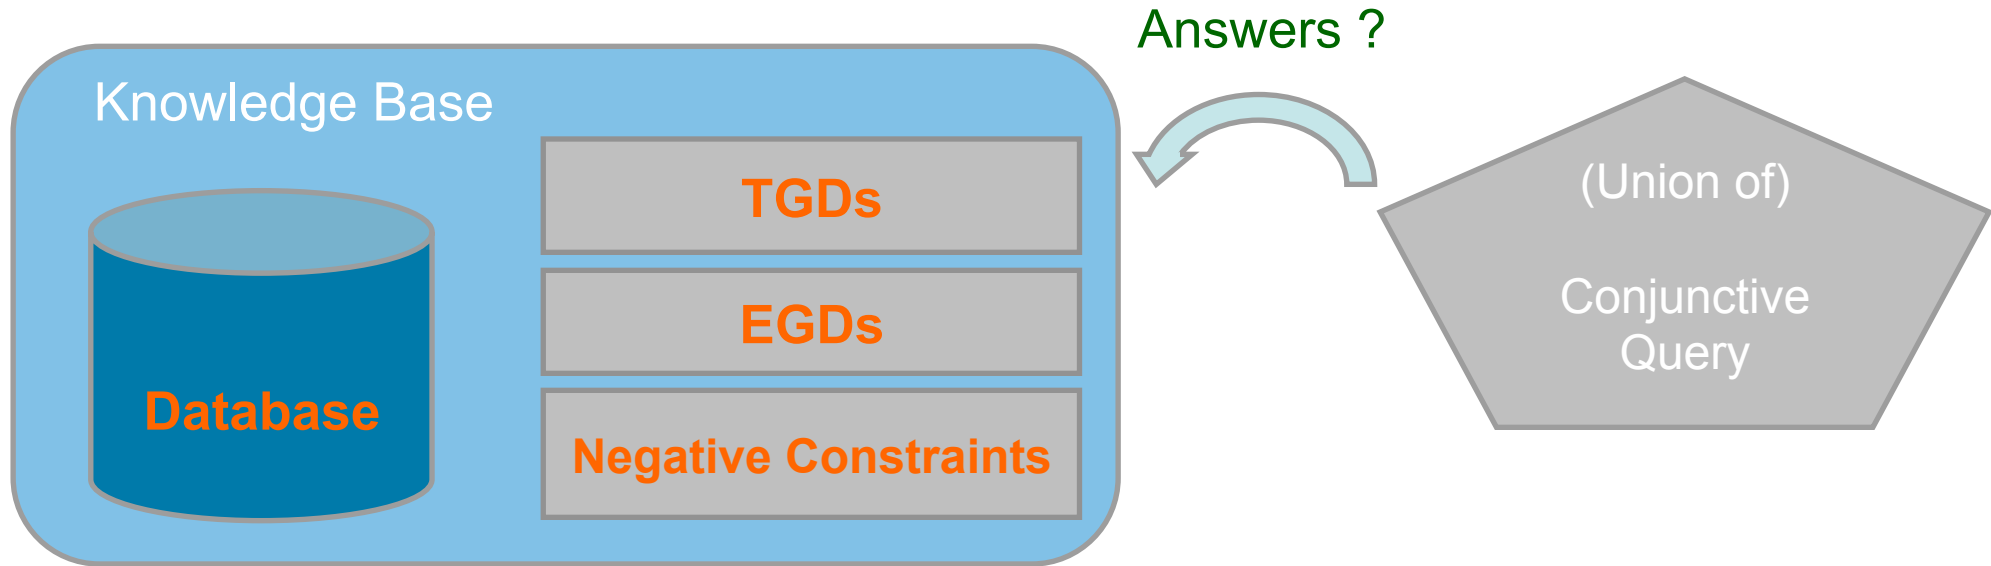 Answers ?
Knowledge Base
TGDs
EGDs
Negative Constraints
Database
(Union of)
Conjunctive
Query